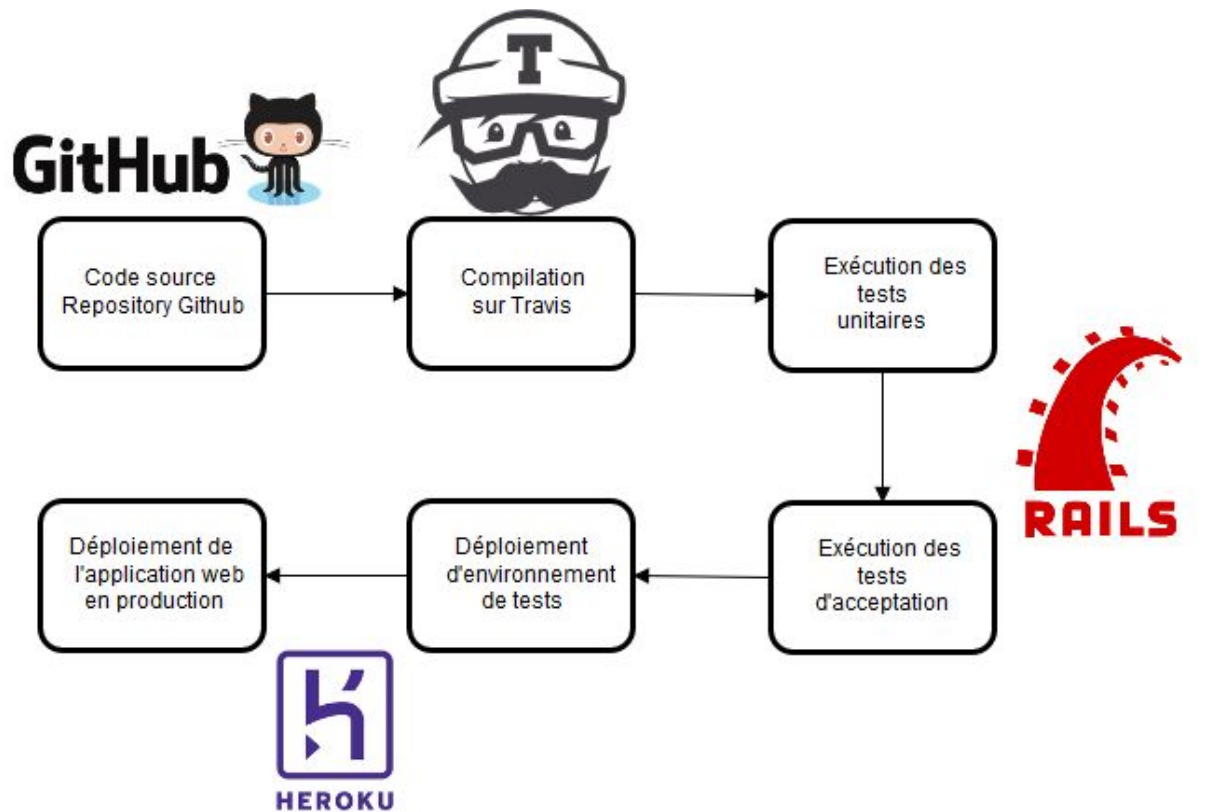 GitHub
T
Code source
Repository Github
Compilation
sur Travis
Exécution des
tests
unitaires
RAILS
Déploiement de
l'application web
en production
Déploiement
d'environnement
de tests
Exécution des
tests
d'acceptation
HEROKU